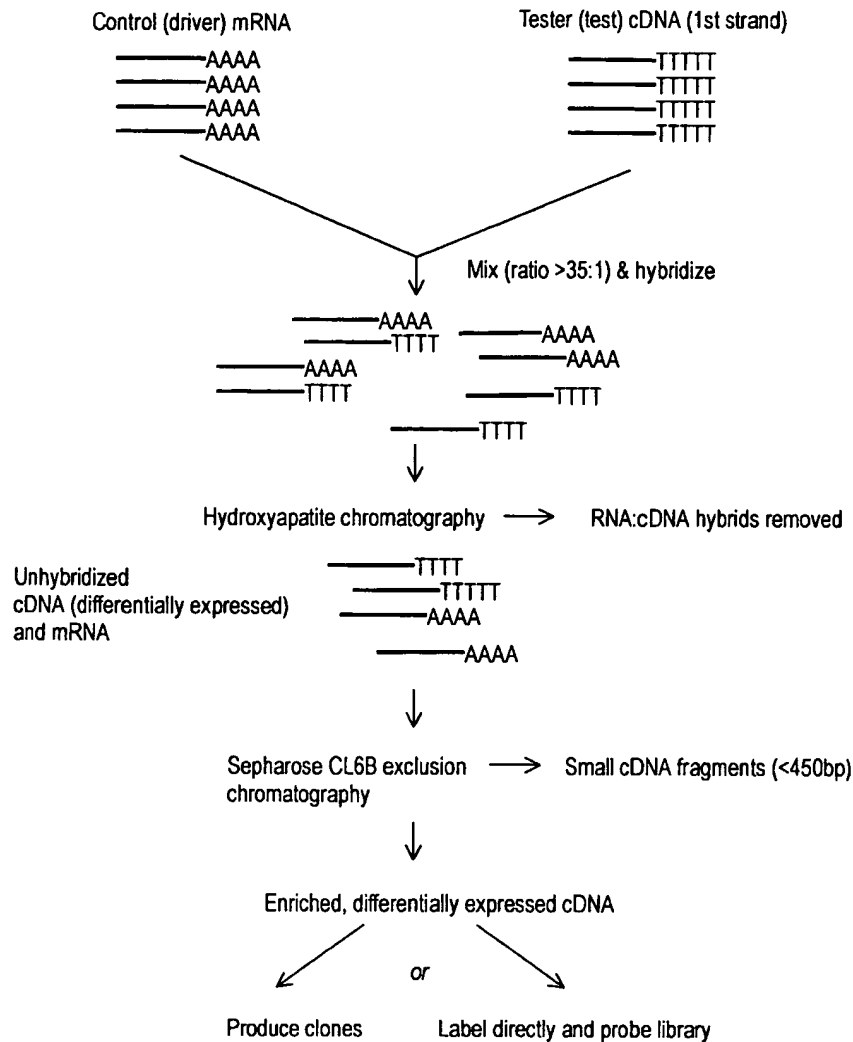 Control (driver) mRNA
Tester (test) cDNA (1st strand)
AAAA
TTTTT
AAAA
TTTTT
AAAA
TTTTT
AAAA
TTTTT
Mix (ratio >35:1) & hybridize
AAAA
TTTT
AAAA
AAAA
AAAA
TTTT
TTTT
TTTT
Hydroxyapatite chromatography
RNA:cDNA hybrids removed
Unhybridized
cDNA (differentially expressed)
and mRNA
TTTT
TTTTT
AAAA
AAAA
Sepharose CL6B exclusion
chromatography
Small cDNA fragments (<450bp)
Enriched, differentially expressed cDNA
or
Produce clones
Label directly and probe library